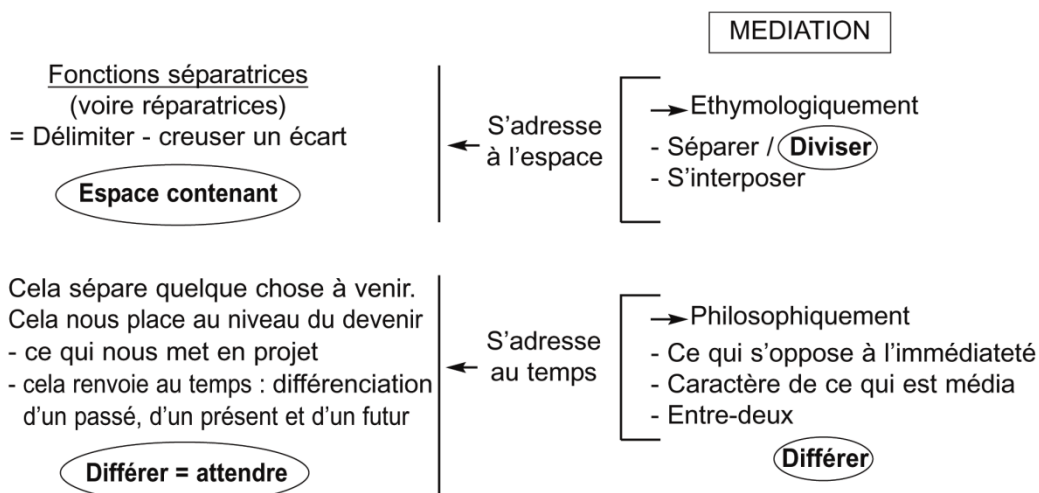 MEDIATION
Fonctions séparatrices
(voire réparatrices)
= Délimiter - creuser un écart
Espace contenant
S'adresse
à l'espace
Ethymologiquement
- Séparer / Diviser
- S'interposer
Cela sépare quelque chose à venir.
Cela nous place au niveau du devenir
- ce qui nous met en projet
- cela renvoie au temps : différenciation
d'un passé, d'un présent et d'un futur
Différer = attendre
S'adresse
au temps
Philosophiquement
- Ce qui s'oppose à l'immédiateté
- Caractère de ce qui est média
- Entre-deux
Différer